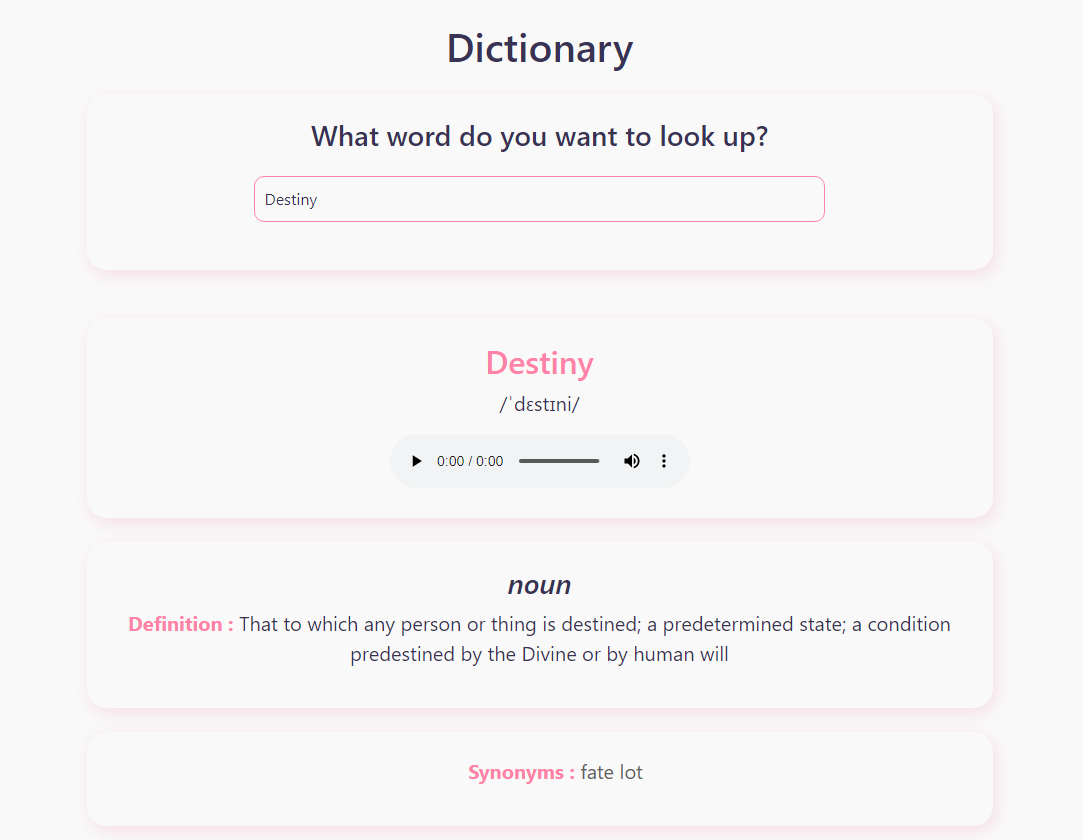 Dictionary
What word do you want to look up?
Destiny
Destiny
/ˈdɛstɪni/
0:00 / 0:00
noun
Definition : That to which any person or thing is destined; a predetermined state; a condition
predestined by the Divine or by human will
Synonyms : fate lot